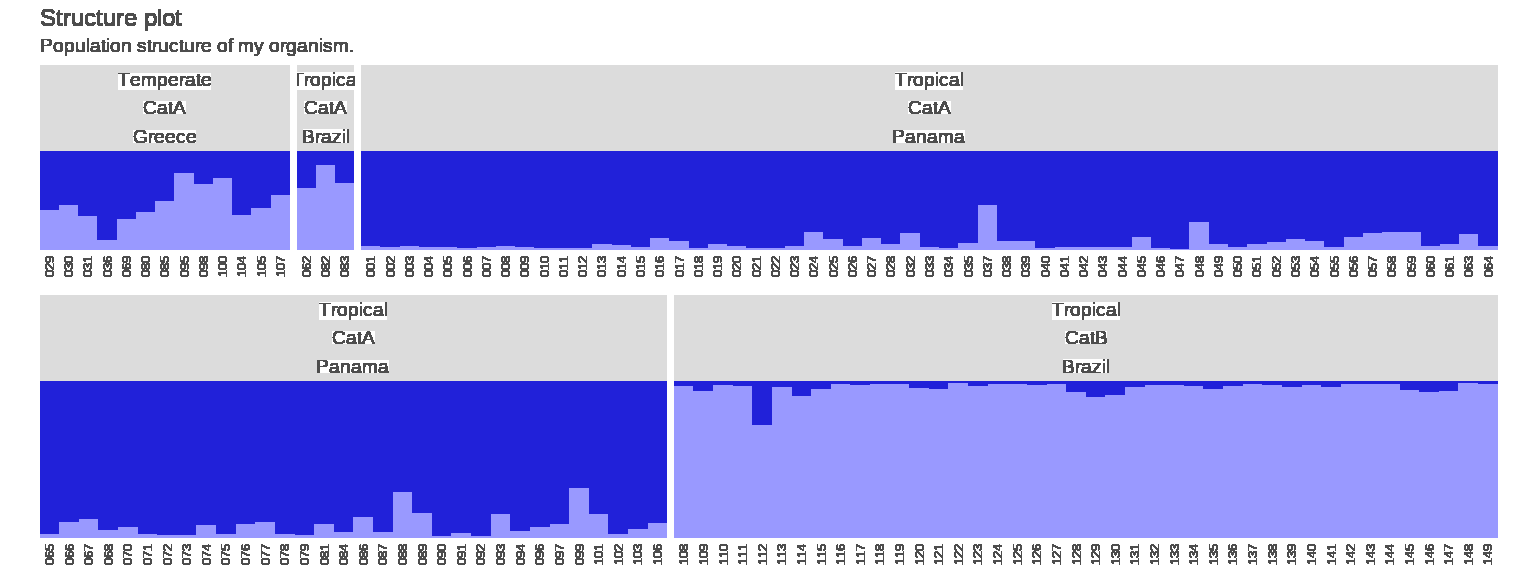 Structure plot
Population structure of my organism.
Temperate Tropica Tropical
CatA CatA CatA
Greece Brazil Panama
029 030 031 036 069 080 085 095 098 100 104 105 107 062 082 083 001 002 003 004 005 006 007 008 009 010 011 012 013 014 015 016 017 018 019 020 021 022 023 024 025 026 027 028 032 033 034 035 037 038 039 040 041 042 043 044 045 046 047 048 049 050 051 052 053 054 055 056 057 058 059 060 061 063 064
Tropical Tropical
CatA CatB
Panama Brazil
065 066 067 068 070 071 072 073 074 075 076 077 078 079 081 084 086 087 088 089 090 091 092 093 094 096 097 099 101 102 103 106 108 109 110 111 112 113 114 115 116 117 118 119 120 121 122 123 124 125 126 127 128 129 130 131 132 133 134 135 136 137 138 139 140 141 142 143 144 145 146 147 148 149